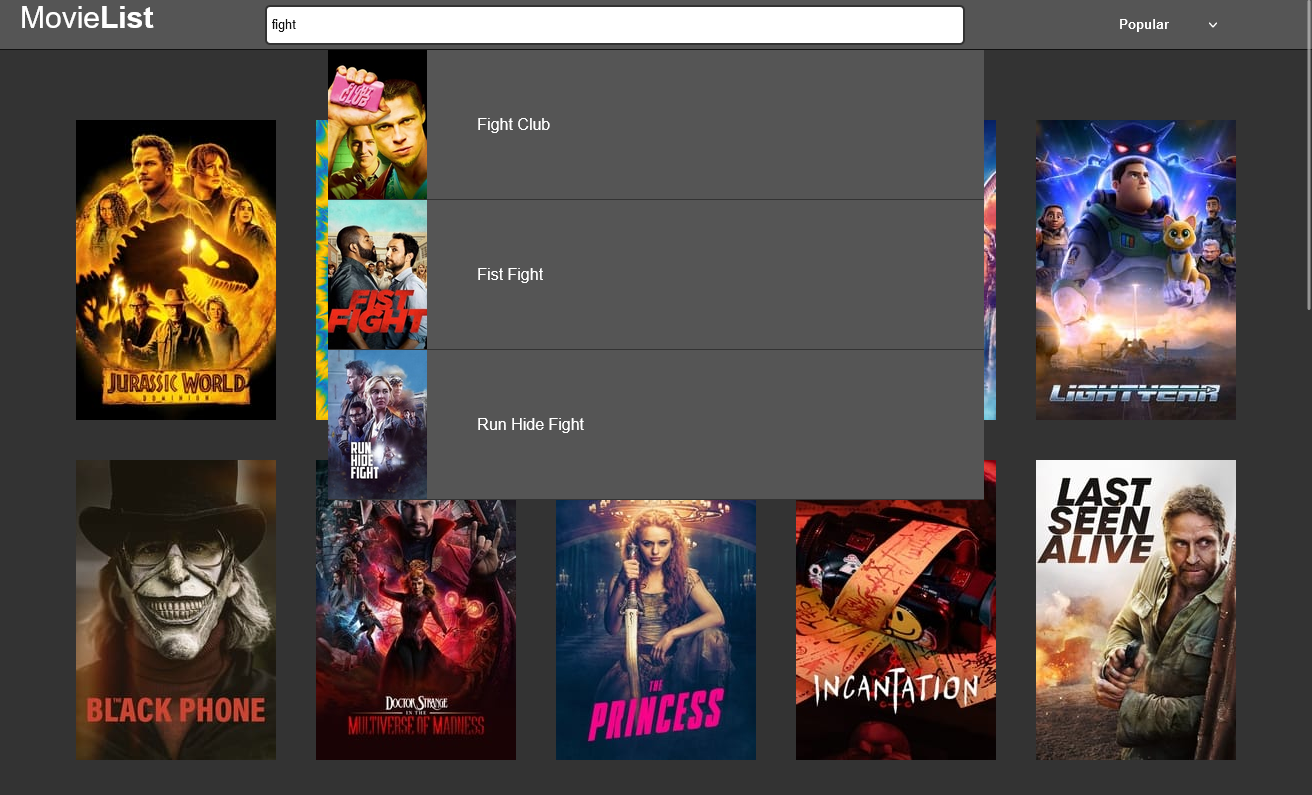 MovieList
fight
Popular
FIGHT
CLUB
Fight Club
FIST
FIGHT
Fist Fight
RUN
HIDE
FIGHT
Run Hide Fight
JURASSIC WORLD
DOMINION
LIGHTYEAR
THE
BLACK PHONE
DOCTOR STRANGE
IN THE
MULTIVERSE OF MADNESS
THE
PRINCESS
INCANTATION
LAST
SEEN
ALIVE